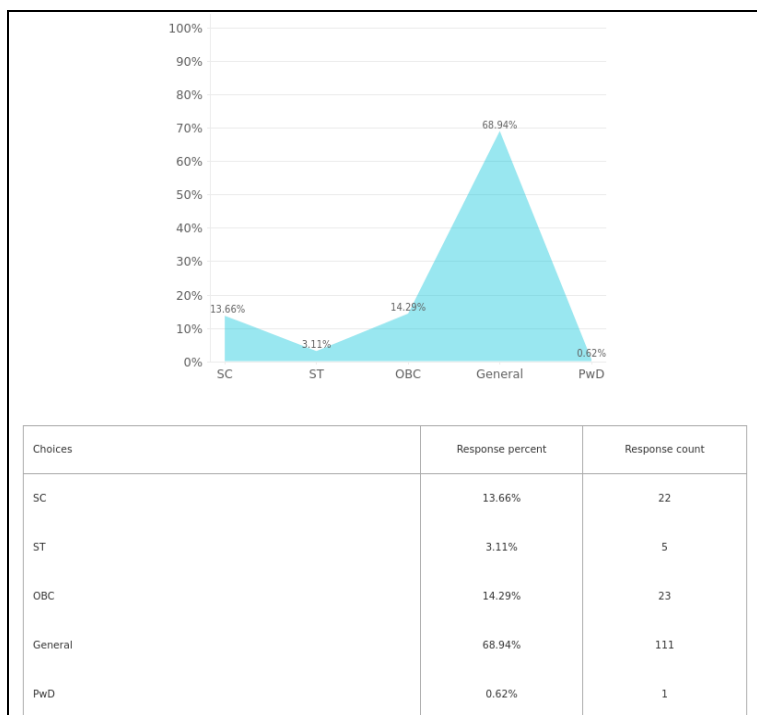 100%
90%
80%
70%
60%
50%
40%
30%
20%
10%
0%
68.94%
13.66%
14.29%
3.11%
0.62%
SC ST OBC General PwD
Choices Response percent Response count
SC 13.66% 22
ST 3.11% 5
OBC 14.29% 23
General 68.94% 111
PwD 0.62% 1